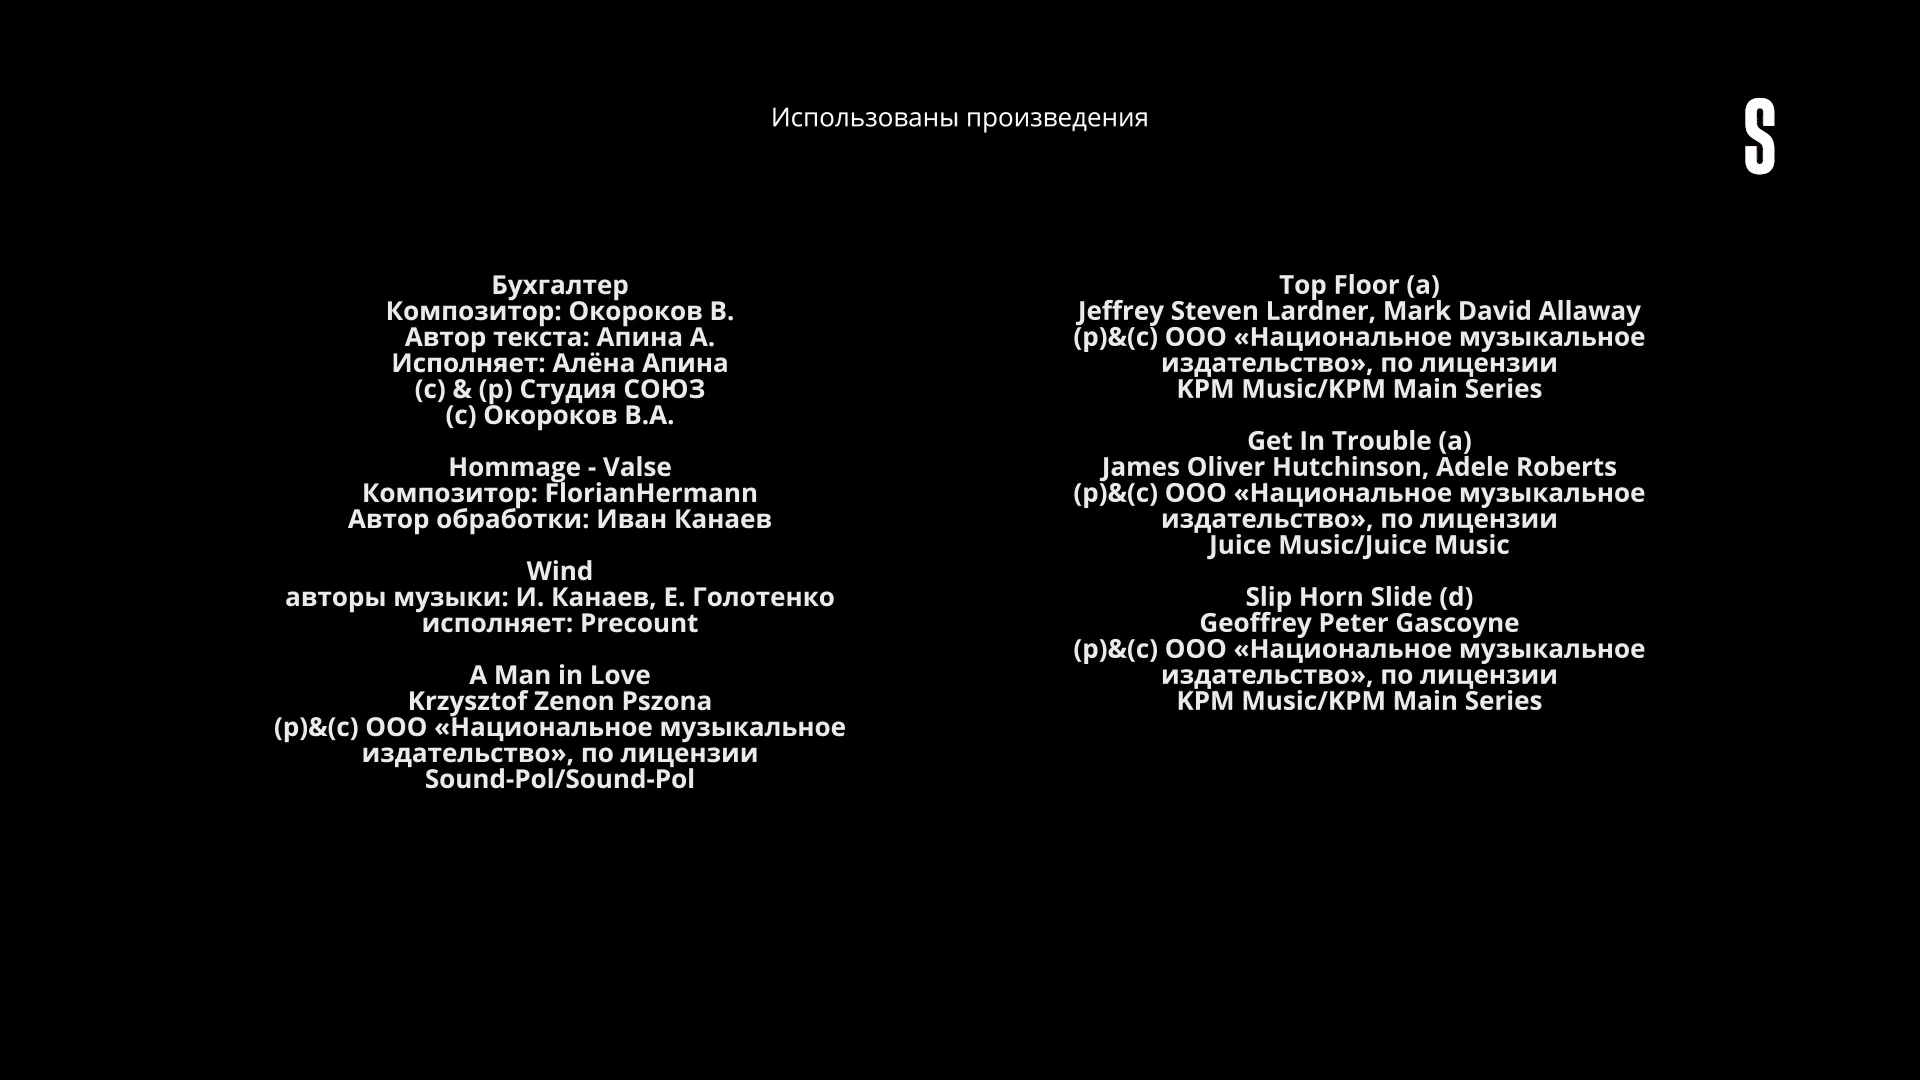 Использованы произведения
S
Бухгалтер
Композитор: Окороков В.
Автор текста: Апина А.
Исполняет: Алёна Апина
(c) & (p) Студия СОЮЗ
(c) Окороков В.А.
Hommage - Valse
Композитор: FlorianHermann
Автор обработки: Иван Канаев
Wind
авторы музыки: И. Канаев, Е. Голотенко
исполняет: Precount
A Man in Love
Krzysztof Zenon Pszona
(p)&(c) ООО «Национальное музыкальное
издательство», по лицензии
Sound-Pol/Sound-Pol
Top Floor (a)
Jeffrey Steven Lardner, Mark David Allaway
(p)&(c) ООО «Национальное музыкальное
издательство», по лицензии
KPM Music/KPM Main Series
Get In Trouble (a)
James Oliver Hutchinson, Adele Roberts
(p)&(c) ООО «Национальное музыкальное
издательство», по лицензии
Juice Music/Juice Music
Slip Horn Slide (d)
Geoffrey Peter Gascoyne
(p)&(c) ООО «Национальное музыкальное
издательство», по лицензии
KPM Music/KPM Main Series